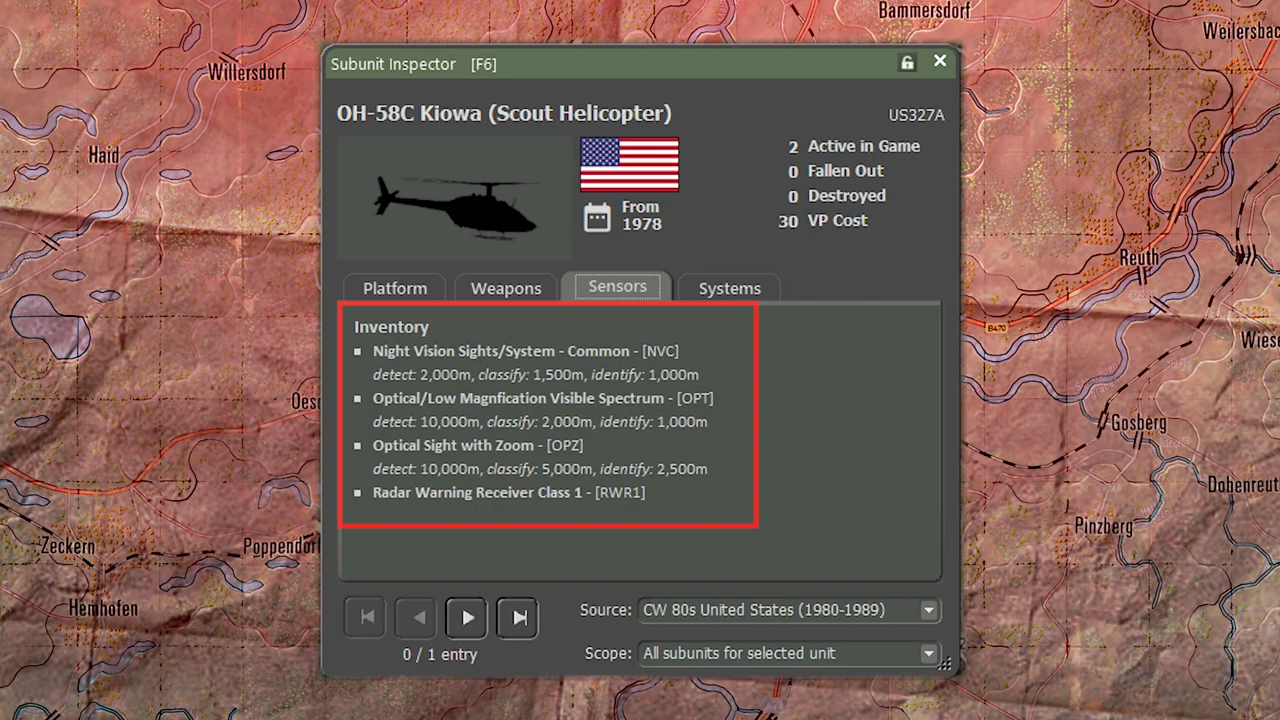 Bammersdorf
Weilersbac
Willersdorf
Haid
Reuth
B470
Wiese
Oesd
Gosberg
Dobenreut
Pinzberg
Zeckern
Poppendorf
Hemhofen
Subunit Inspector [F6]
OH-58C Kiowa (Scout Helicopter)
US327A
2 Active in Game
0 Fallen Out
0 Destroyed
30 VP Cost
From
1978
Platform
Weapons
Sensors
Systems
Inventory
Night Vision Sights/System - Common - [NVC]
detect: 2,000m, classify: 1,500m, identify: 1,000m
Optical/Low Magnfication Visible Spectrum - [OPT]
detect: 10,000m, classify: 2,000m, identify: 1,000m
Optical Sight with Zoom - [OPZ]
detect: 10,000m, classify: 5,000m, identify: 2,500m
Radar Warning Receiver Class 1 - [RWR1]
0 / 1 entry
Source: CW 80s United States (1980-1989)
Scope: All subunits for selected unit